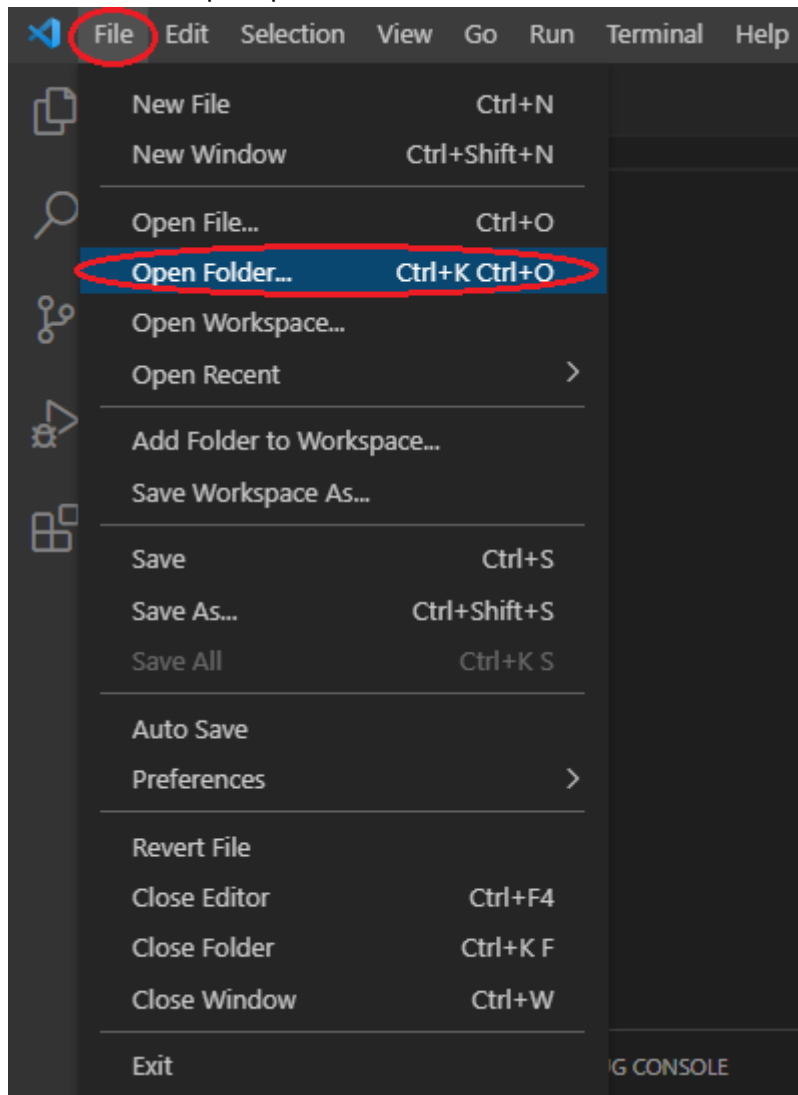 File Edit Selection View Go Run Terminal Help
New File Ctrl+N
New Window Ctrl+Shift+N
Open File... Ctrl+O
Open Folder... Ctrl+K Ctrl+O
Open Workspace...
Open Recent
Add Folder to Workspace...
Save Workspace As...
Save Ctrl+S
Save As... Ctrl+Shift+S
Save All Ctrl+K S
Auto Save
Preferences
Revert File
Close Editor Ctrl+F4
Close Folder Ctrl+K F
Close Window Ctrl+W
Exit
G CONSOLE